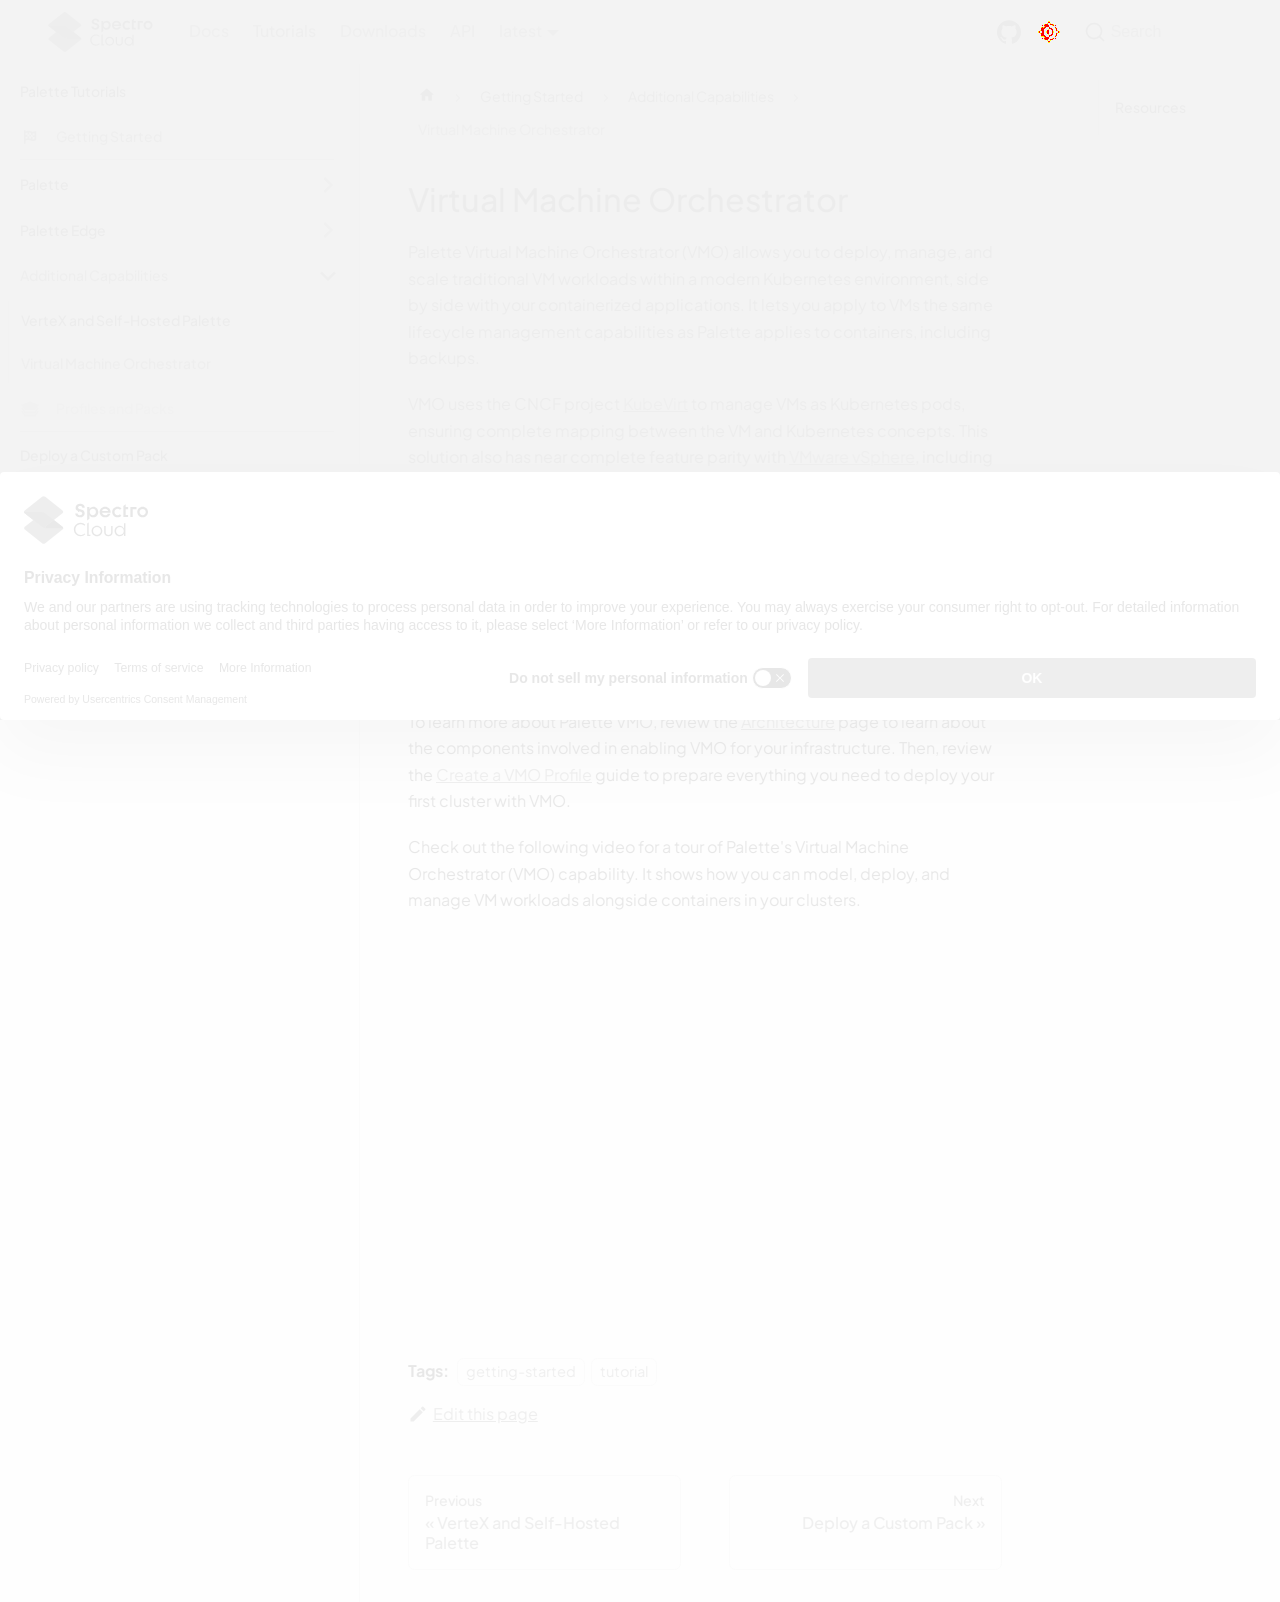 Spectro
Cloud
Docs
Tutorials
Downloads
API
latest
Search
Palette Tutorials
Getting Started
Palette
Palette Edge
Additional Capabilities
VerteX and Self-Hosted Palette
Virtual Machine Orchestrator
Deploy a Custom Pack
Getting Started
Additional Capabilities
Virtual Machine Orchestrator
Resources
Virtual Machine Orchestrator
Palette Virtual Machine Orchestrator (VMO) allows you to deploy, manage, and
scale traditional VM workloads within a modern Kubernetes environment, side
by side with your containerized applications. It lets you apply to VMs the same
lifecycle management capabilities as Palette applies to containers, including
backups.
VMO uses the CNCF project KubeVirt to manage VMs as Kubernetes pods,
ensuring complete mapping between the VM and Kubernetes concepts. This
solution also has near complete feature parity with VMware vSphere, including
Spectro
Cloud
Privacy Information
We and our partners are using tracking technologies to process personal data in order to improve your experience. You may always exercise your consumer right to opt-out. For detailed information
about personal information we collect and third parties having access to it, please select 'More Information' or refer to our privacy policy.
Privacy policy
Terms of service
More Information
Powered by Usercentrics Consent Management
Do not sell my personal information
OK
To learn more about Palette VMO, review the Architecture page to learn about
the components involved in enabling VMO for your infrastructure. Then, review
the Create a VMO Profile guide to prepare everything you need to deploy your
first cluster with VMO.
Check out the following video for a tour of Palette's Virtual Machine
Orchestrator (VMO) capability. It shows how you can model, deploy, and
manage VM workloads alongside containers in your clusters.
Tags:
getting-started
tutorial
Edit this page
Previous
« VerteX and Self-Hosted
Palette
Next
Deploy a Custom Pack »